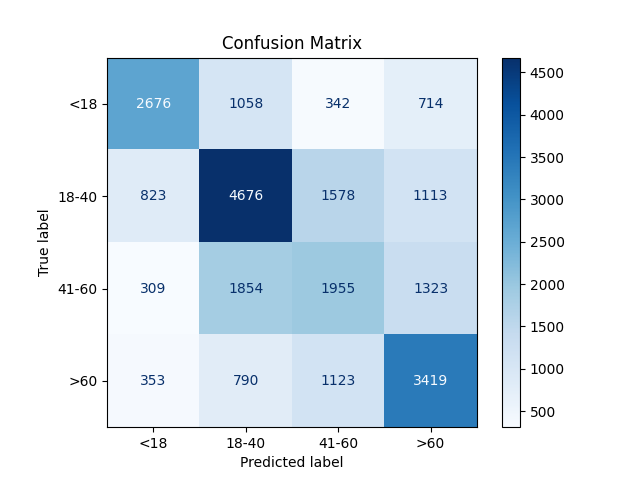 Confusion Matrix
<18 2676 1058 342 714
18-40 823 4676 1578 1113
41-60 309 1854 1955 1323
>60 353 790 1123 3419
<18 18-40 41-60 >60
Predicted label
True label
4500
4000
3500
3000
2500
2000
1500
1000
500